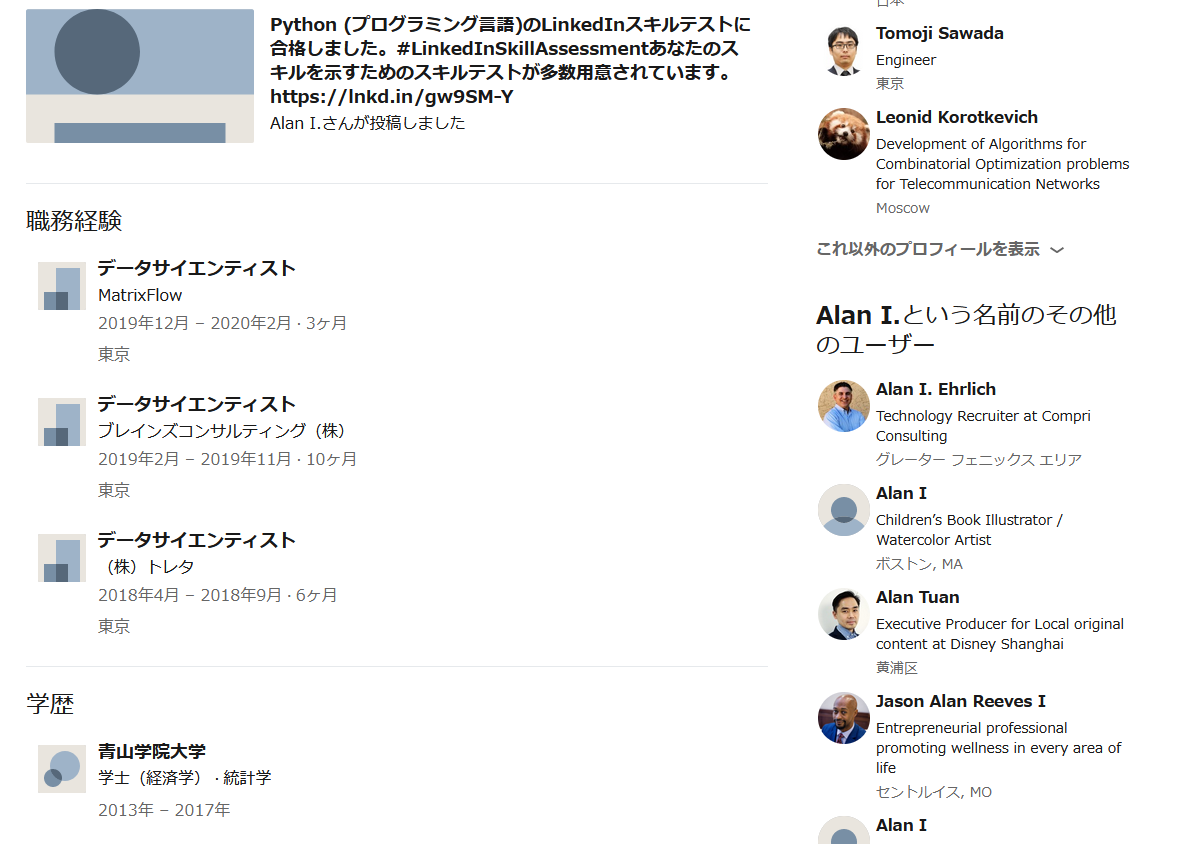 Python (プログラミング言語)のLinkedInスキルテストに
合格しました。#LinkedInSkillAssessmentあなたのス
キルを示すためのスキルテストが多数用意されています。
https://lnkd.in/gw9SM-Y
Alan I.さんが投稿しました
職務経験
データサイエンティスト
MatrixFlow
2019年12月 – 2020年2月 · 3ヶ月
東京
データサイエンティスト
ブレインズコンサルティング（株）
2019年2月 – 2019年11月 · 10ヶ月
東京
データサイエンティスト
（株）トレタ
2018年4月 – 2018年9月 · 6ヶ月
東京
学歴
青山学院大学
学士（経済学） · 統計学
2013年 – 2017年
日本
Tomoji Sawada
Engineer
東京
Leonid Korotkevich
Development of Algorithms for
Combinatorial Optimization problems
for Telecommunication Networks
Moscow
これ以外のプロフィールを表示
Alan I.という名前のその他
のユーザー
Alan I. Ehrlich
Technology Recruiter at Compri
Consulting
グレーター フェニックス エリア
Alan I
Children’s Book Illustrator /
Watercolor Artist
ボストン, MA
Alan Tuan
Executive Producer for Local original
content at Disney Shanghai
黄浦区
Jason Alan Reeves I
Entrepreneurial professional
promoting wellness in every area of
life
セントルイス, MO
Alan I